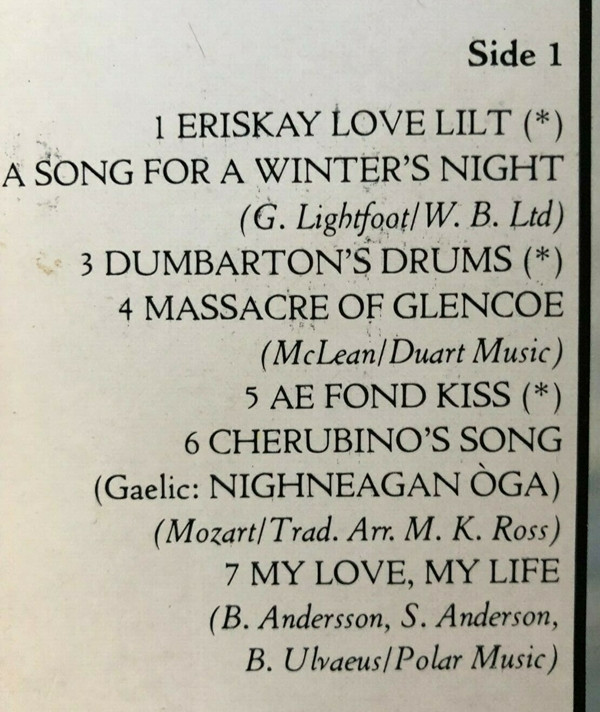 Side 1
1 ERISKAY LOVE LILT (*)
A SONG FOR A WINTER'S NIGHT
(G. Lightfoot/W. B. Ltd)
3 DUMBARTON'S DRUMS (*)
4 MASSACRE OF GLENCOE
(McLean/Duart Music)
5 AE FOND KISS (*)
6 CHERUBINO'S SONG
(Gaelic: NIGHNEAGAN ÒGA)
(Mozart/Trad. Arr. M. K. Ross)
7 MY LOVE, MY LIFE
(B. Andersson, S. Anderson,
B. Ulvaeus/Polar Music)